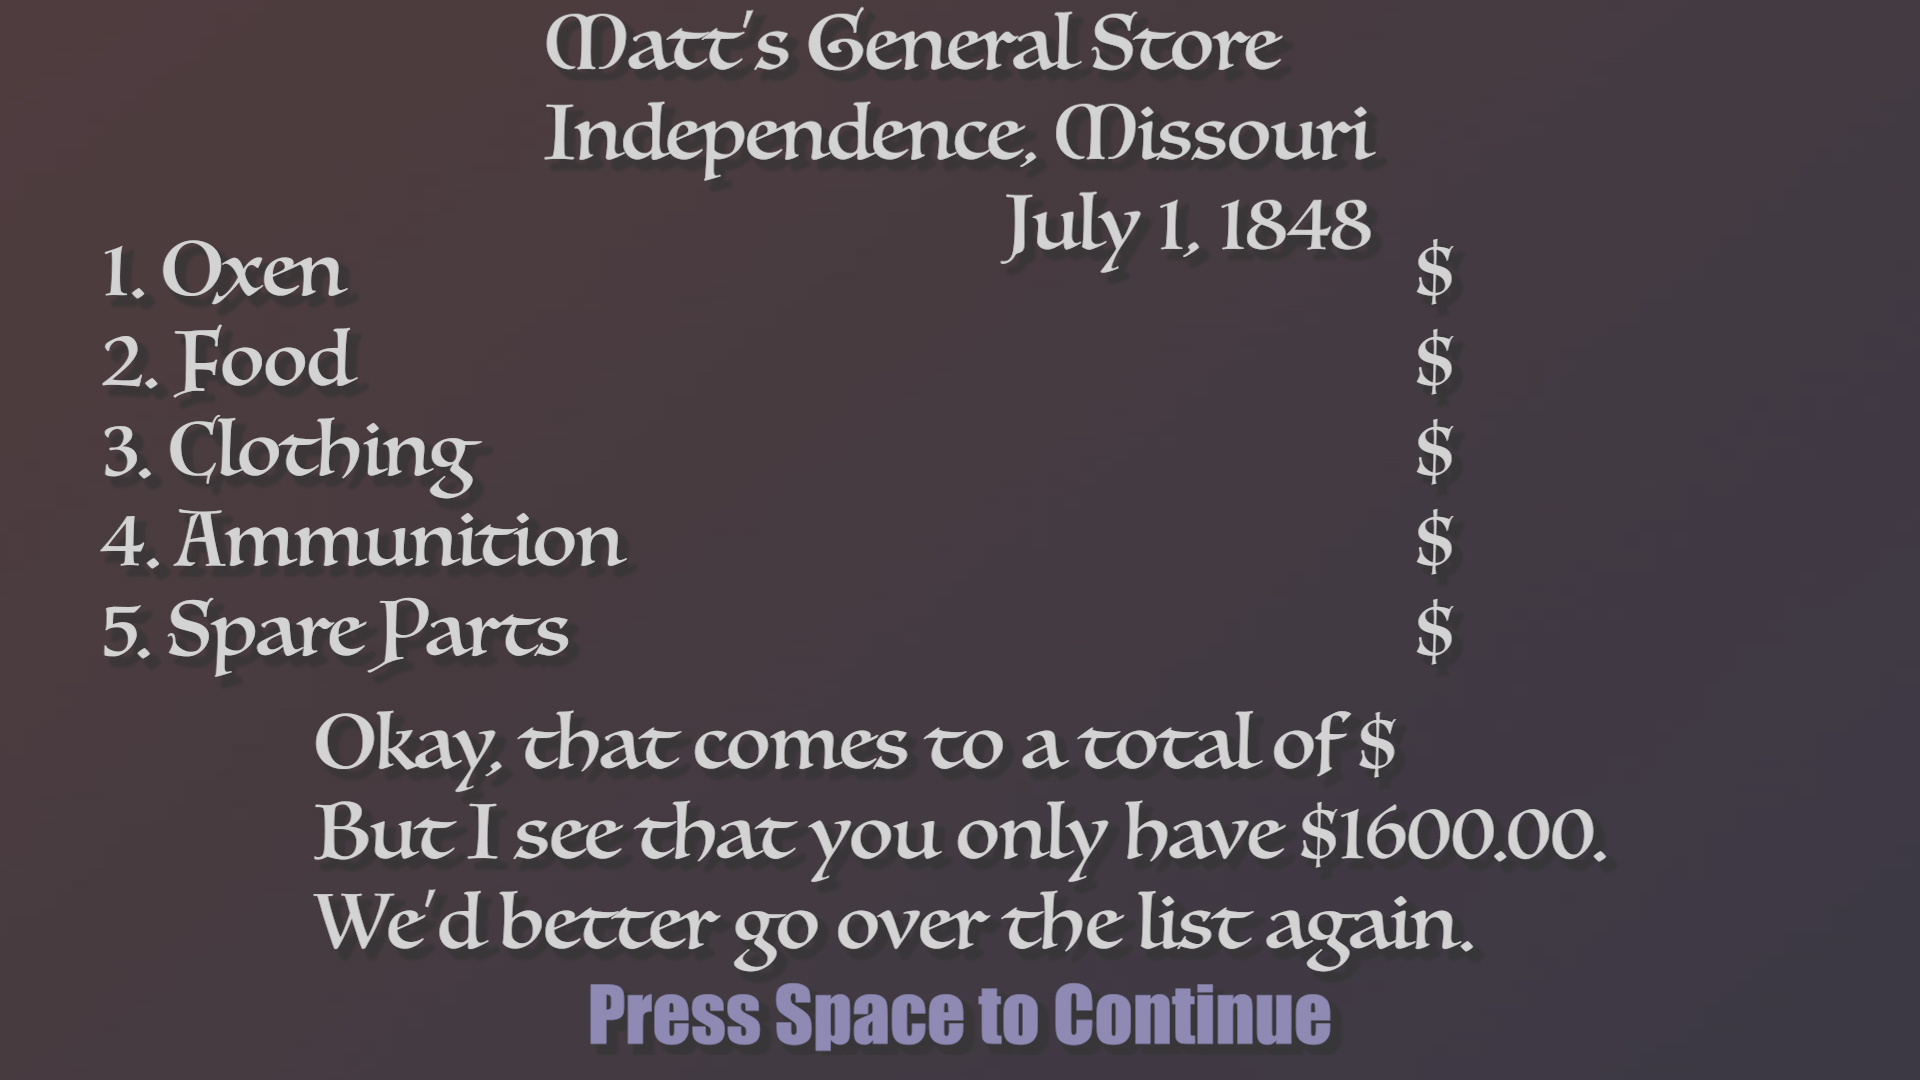 Matt's General Store
Independence, Missouri
July 1, 1848
1. Oxen $
2. Food $
3. Clothing $
4. Ammunition $
5. Spare Parts $
Okay, that comes to a total of $
But I see that you only have $1600.00.
We'd better go over the list again.
Press Space to Continue